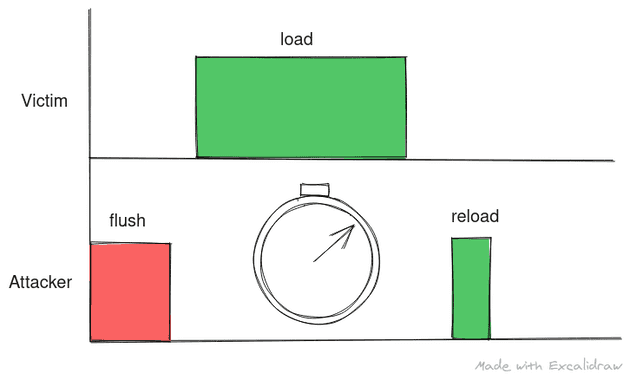 load
Victim
flush
reload
Attacker
Made with Excalidraw